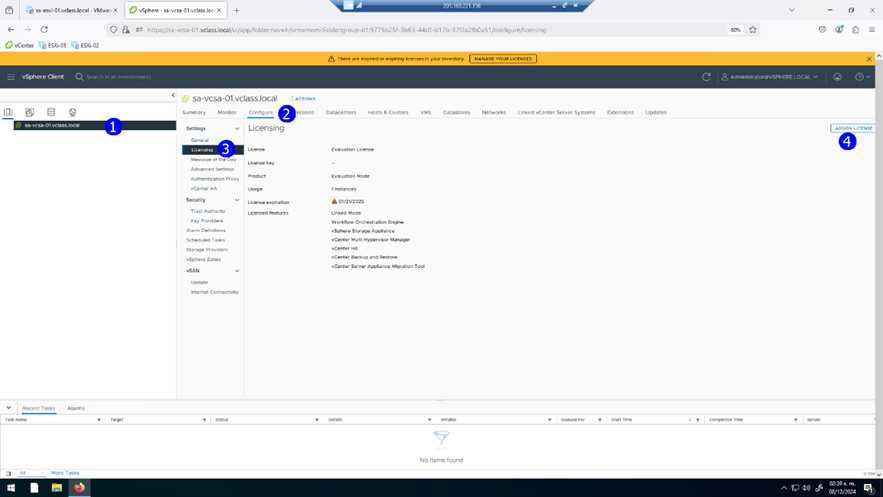 sa-esxi-01.vclass.local - VMware
vSphere - sa-vcsa-01.vclass.loc
201.163.221.156
https://sa-vcsa-01.vclass.local/ui/app/folder;nav=h/urn:vmomi:Folder:group-d1:9775b25f-3b63-44df-b17b-37f2a2fb0a51/configure/licensing
80%
vCenter ESXi-01 ESXi-02
There are expired or expiring licenses in your inventory. MANAGE YOUR LICENSES
vSphere Client
Search in all environments
Administrator@VSPHERE.LOCAL
sa-vcsa-01.vclass.local
1
sa-vcsa-01.vclass.local ACTIONS
Summary Monitor Configure 2 Datacenters Hosts & Clusters VMs Datastores Networks Linked vCenter Server Systems Extensions Updates
Settings
General
Licensing 3
Message of the Day
Advanced Settings
Authentication Proxy
vCenter HA
Security
Trust Authority
Key Providers
Alarm Definitions
Scheduled Tasks
Storage Providers
vSphere Zones
vSAN
Update
Internet Connectivity
Licensing
ASSIGN LICENSE
4
License Evaluation License
License key --
Product Evaluation Mode
Usage 1 Instances
License expiration 01/21/2025
Licensed features Linked Mode
Workflow Orchestration Engine
vSphere Storage Appliance
vCenter Multi-Hypervisor Manager
vCenter HA
vCenter Backup and Restore
vCenter Server Appliance Migration Tool
Recent Tasks Alarms
Task Name Target Status Details Initiator Queued For Start Time Completion Time Server
No items found
All More Tasks
02:39 a. m.
08/12/2024